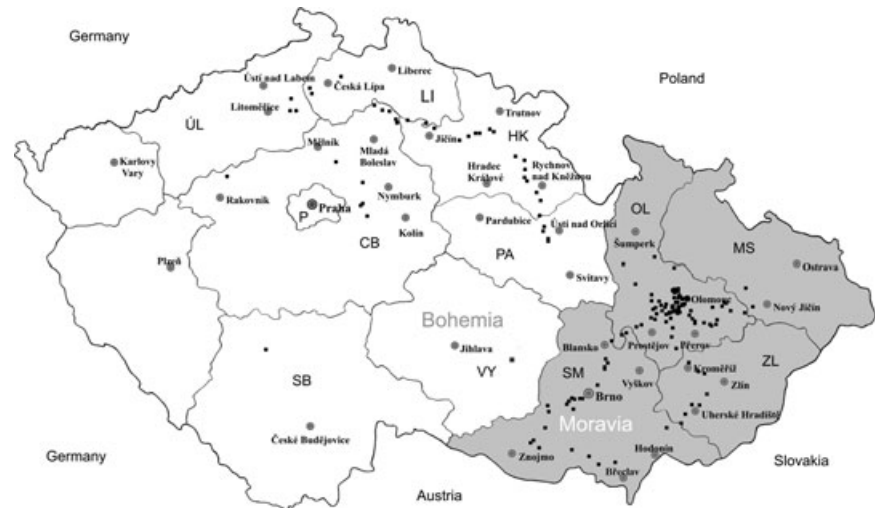 Germany
Poland
Ústí nad Labem
Litoměřice
ÚL
Česká Lípa
Liberec
LI
Trutnov
HK
Jičín
Mělník
Mladá
Boleslav
Karlovy
Vary
Rakovník
P
Praha
Nymburk
Kolín
CB
Hradec
Králové
Rychnov
nad Kněžnou
Pardubice
Ústí nad Orlicí
PA
Svitavy
OL
Šumperk
MS
Ostrava
Plzeň
Olomouc
Nový Jičín
Bohemia
Jihlava
VY
Blansko
Prostějov
Přerov
SB
SM
Vyškov
Kroměříž
ZL
Zlín
Brno
Uherské Hradiště
Moravia
České Budějovice
Znojmo
Hodonín
Břeclav
Germany
Austria
Slovakia